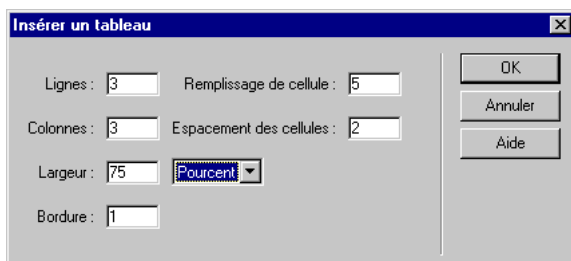 Insérer un tableau
Lignes : 3 Remplissage de cellule : 5 OK
Colonnes : 3 Espacement des cellules : 2 Annuler
Largeur : 75 Pourcent Aide
Bordure : 1